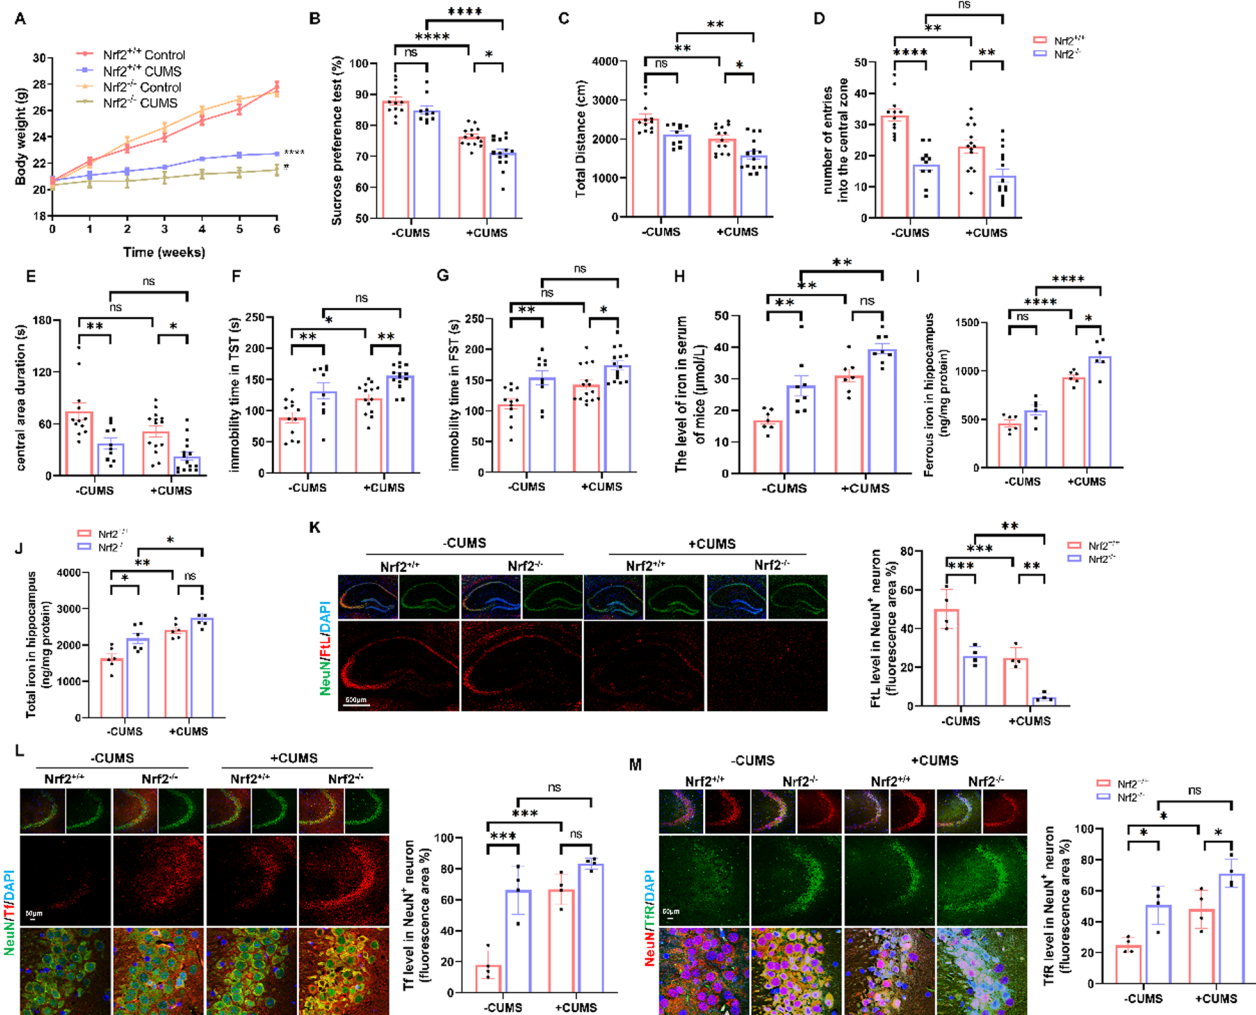 A
Nrf2+/+ Control
Nrf2+/+ CUMS
Nrf2-/- Control
Nrf2-/- CUMS
Body weight (g)
30
28
26
24
22
20
18
0 1 2 3 4 5 6
Time (weeks)
****
#
B
****
****
ns
*
Sucrose preference test (%)
100
90
80
70
60
50
-CUMS +CUMS
C
**
**
ns
*
Total Distance (cm)
4000
3000
2000
1000
0
-CUMS +CUMS
D
ns
**
****
**
number of entries
into the central zone
50
40
30
20
10
0
-CUMS +CUMS
Nrf2+/+
Nrf2-/-
E
ns
ns
**
*
central area duration (s)
180
120
60
0
-CUMS +CUMS
F
ns
*
**
**
immobility time in TST (s)
250
200
150
100
50
0
-CUMS +CUMS
G
ns
ns
**
*
immobility time in FST (s)
250
200
150
100
50
0
-CUMS +CUMS
H
**
**
**
ns
The level of iron in serum
of mice (μmol/L)
50
40
30
20
10
0
-CUMS +CUMS
I
****
****
ns
*
Ferrous iron in hippocampus
(ng/mg protein)
1500
1000
500
0
-CUMS +CUMS
J
Nrf2+/+
Nrf2-/-
*
**
*
ns
Total iron in hippocampus
(ng/mg protein)
4000
3000
2000
1000
0
-CUMS +CUMS
K
-CUMS +CUMS
Nrf2+/+ Nrf2-/- Nrf2+/+ Nrf2-/-
NeuN/FtL/DAPI
500μm
**
***
***
**
Nrf2+/+
Nrf2-/-
FtL level in NeuN+ neuron
(fluorescence area %)
80
60
40
20
0
-CUMS +CUMS
L
-CUMS +CUMS
Nrf2+/+ Nrf2-/- Nrf2+/+ Nrf2-/-
NeuN/Tf/DAPI
50μm
ns
***
***
ns
Tf level in NeuN+ neuron
(fluorescence area %)
100
80
60
40
20
0
-CUMS +CUMS
M
-CUMS +CUMS
Nrf2+/+ Nrf2-/- Nrf2+/+ Nrf2-/-
NeuN/TfR/DAPI
50μm
Nrf2+/+
Nrf2-/-
ns
*
*
*
TfR level in NeuN+ neuron
(fluorescence area %)
100
80
60
40
20
0
-CUMS +CUMS